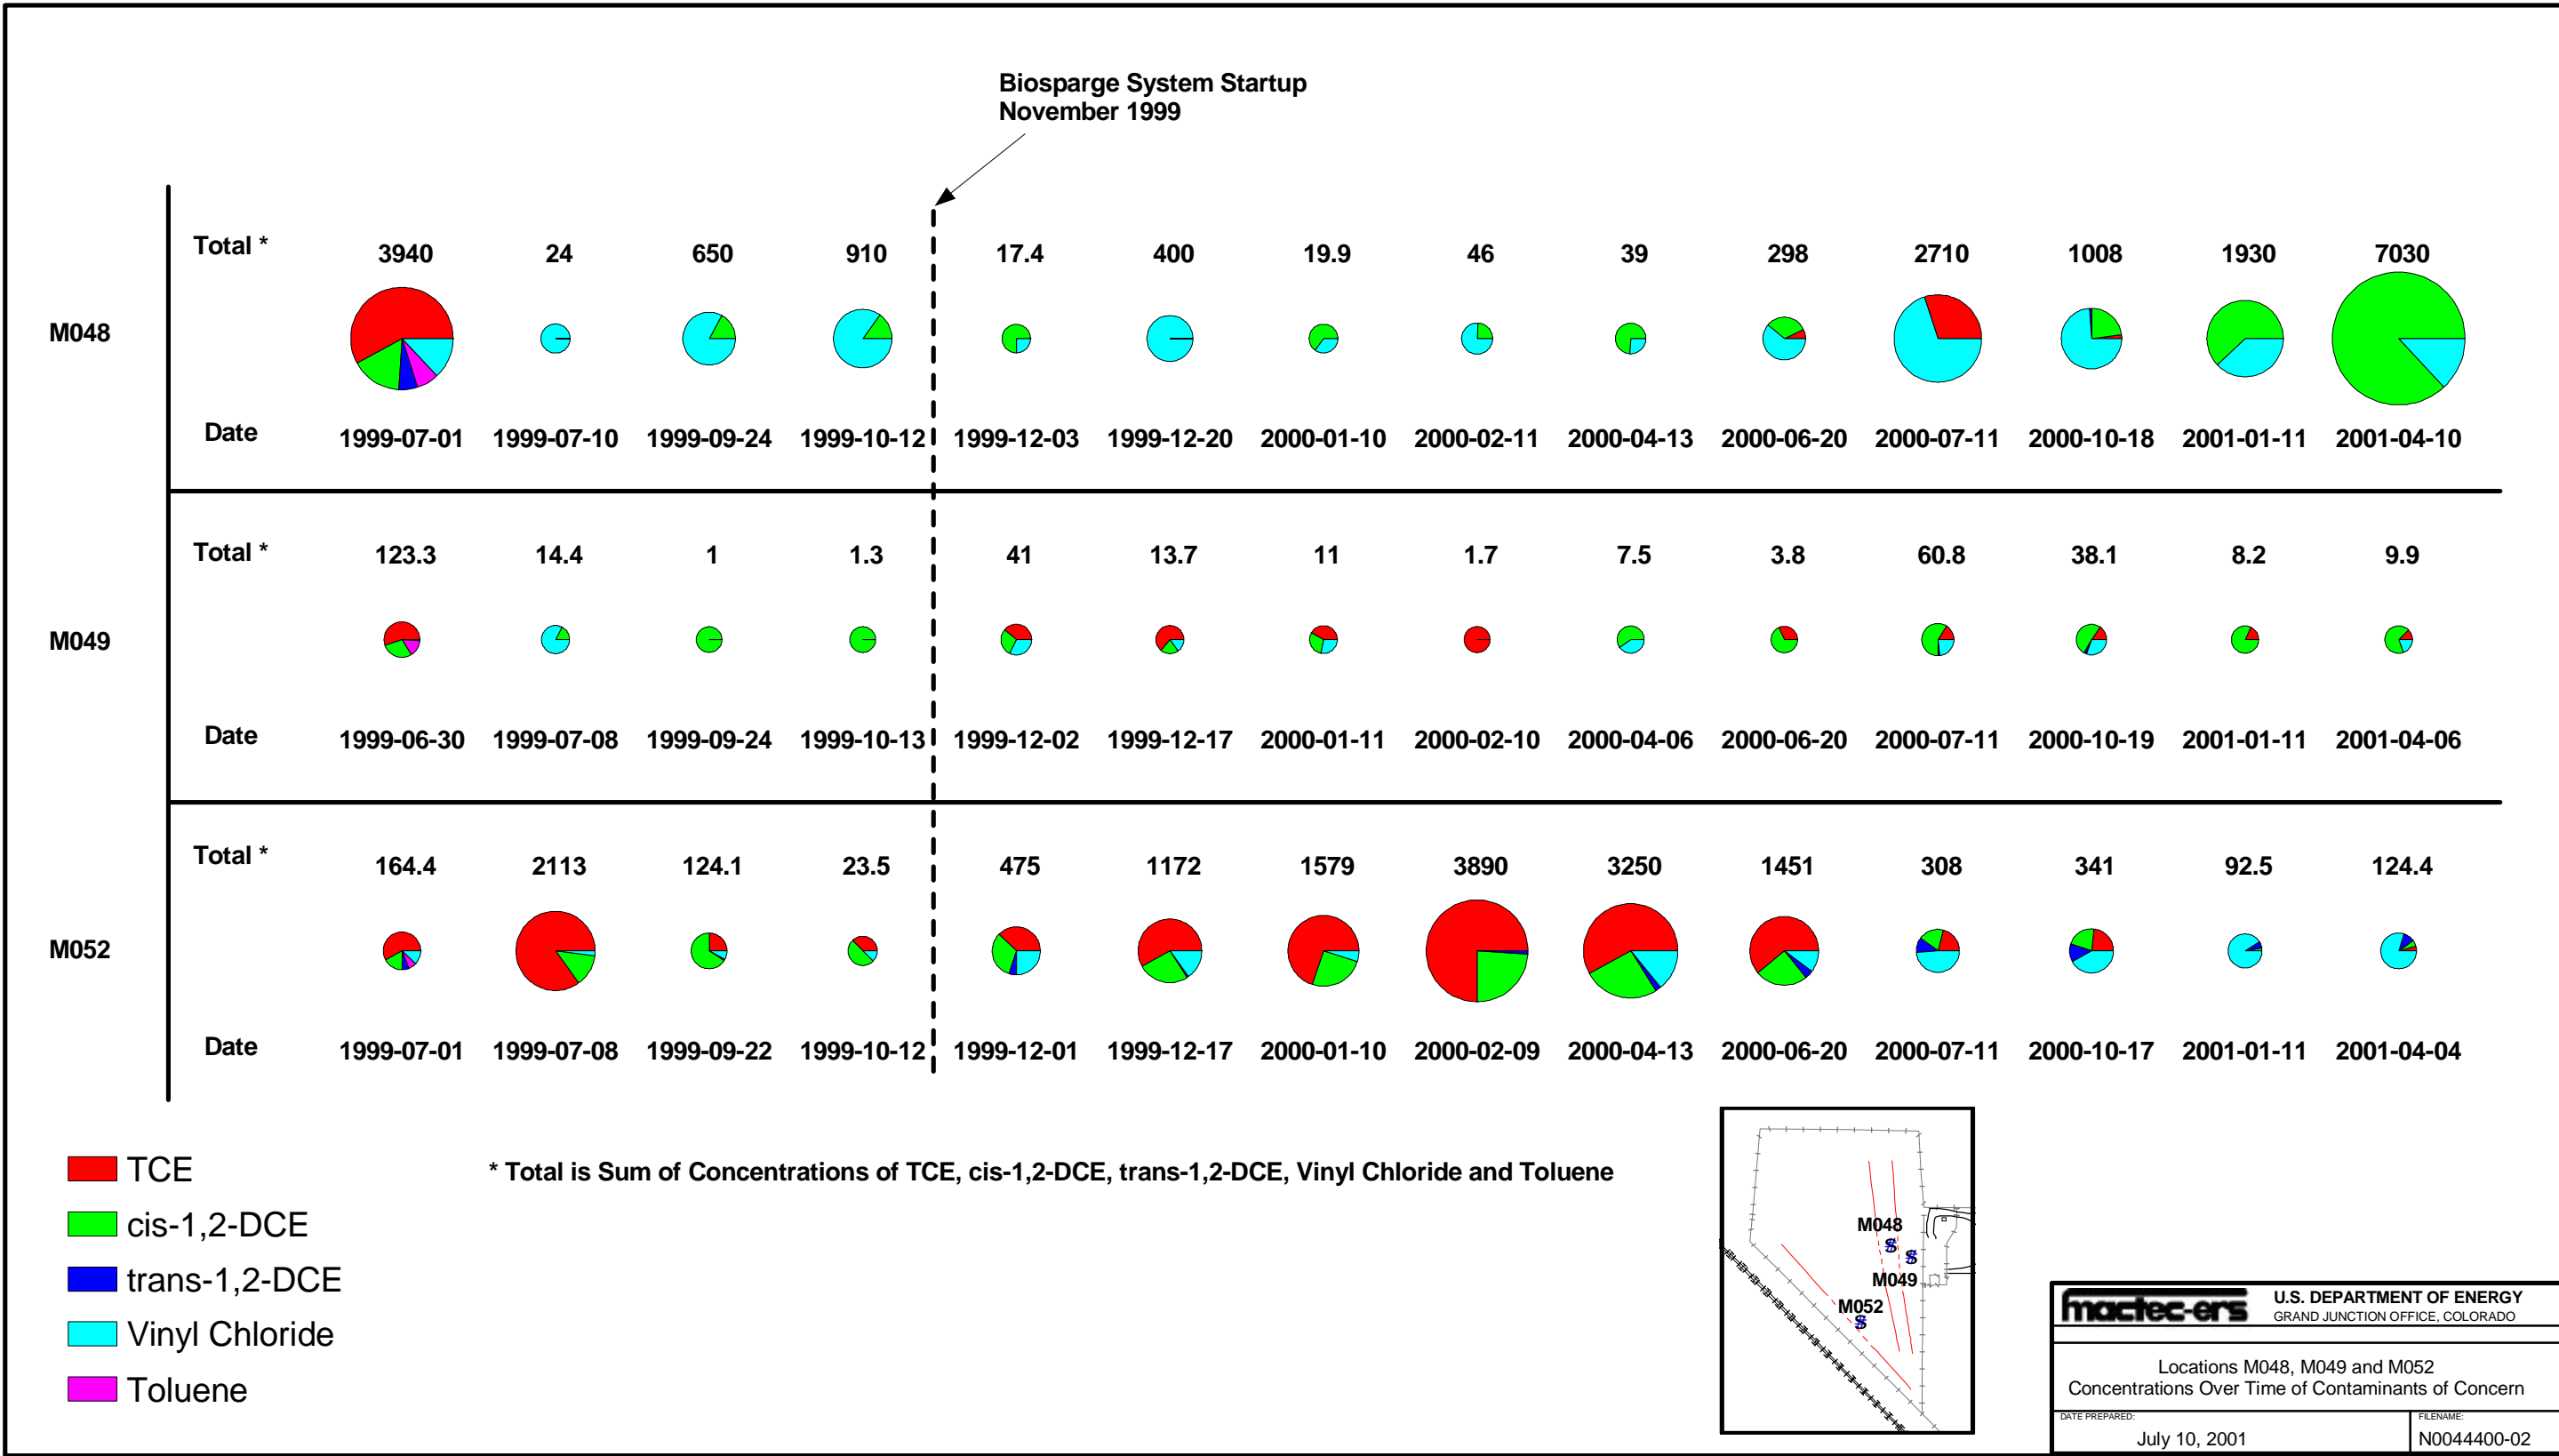 Biosparge System Startup
November 1999
M048
Total * 3940 24 650 910 17.4 400 19.9 46 39 298 2710 1008 1930 7030
Date 1999-07-01 1999-07-10 1999-09-24 1999-10-12 1999-12-03 1999-12-20 2000-01-10 2000-02-11 2000-04-13 2000-06-20 2000-07-11 2000-10-18 2001-01-11 2001-04-10
M049
Total * 123.3 14.4 1 1.3 41 13.7 11 1.7 7.5 3.8 60.8 38.1 8.2 9.9
Date 1999-06-30 1999-07-08 1999-09-24 1999-10-13 1999-12-02 1999-12-17 2000-01-11 2000-02-10 2000-04-06 2000-06-20 2000-07-11 2000-10-19 2001-01-11 2001-04-06
M052
Total * 164.4 2113 124.1 23.5 475 1172 1579 3890 3250 1451 308 341 92.5 124.4
Date 1999-07-01 1999-07-08 1999-09-22 1999-10-12 1999-12-01 1999-12-17 2000-01-10 2000-02-09 2000-04-13 2000-06-20 2000-07-11 2000-10-17 2001-01-11 2001-04-04
TCE
cis-1,2-DCE
trans-1,2-DCE
Vinyl Chloride
Toluene
* Total is Sum of Concentrations of TCE, cis-1,2-DCE, trans-1,2-DCE, Vinyl Chloride and Toluene
M048
S
S
M049
M052
S
mactec-ers
U.S. DEPARTMENT OF ENERGY
GRAND JUNCTION OFFICE, COLORADO
Locations M048, M049 and M052
Concentrations Over Time of Contaminants of Concern
DATE PREPARED:
July 10, 2001
FILENAME:
N0044400-02